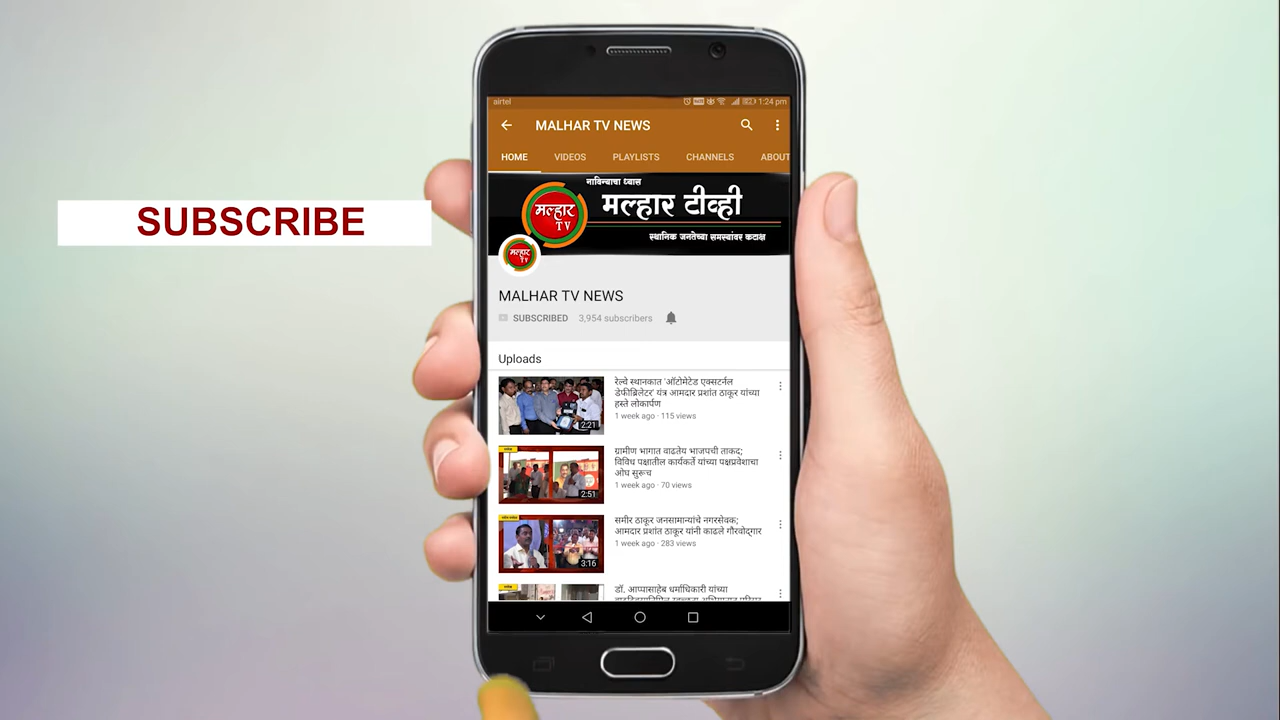 SUBSCRIBE
airtel
1:24 pm
MALHAR TV NEWS
HOME VIDEOS PLAYLISTS CHANNELS ABOUT
नाविन्याचा ध्यास
मल्हार टीव्ही
मल्हार
TV
स्थानिक जनतेच्या समस्यांवर कटाक्ष
मल्हार
TV
MALHAR TV NEWS
SUBSCRIBED 3,954 subscribers
Uploads
रेल्वे स्थानकात 'ऑटोमेटेड एक्सटर्नल
डेफीब्रिलेटर' यंत्र आमदार प्रशांत ठाकूर यांच्या
हस्ते लोकार्पण
1 week ago · 115 views
2:21
ग्रामीण भागात वाढतेय भाजपची ताकद;
विविध पक्षातील कार्यकर्ते यांच्या पक्षप्रवेशाचा
ओघ सुरूच
1 week ago · 70 views
2:51
समीर ठाकूर जनसामान्यांचे नगरसेवक;
आमदार प्रशांत ठाकूर यांनी काढले गौरवोद्गार
1 week ago · 283 views
3:16
डॉ. आप्पासाहेब धर्माधिकारी यांच्या